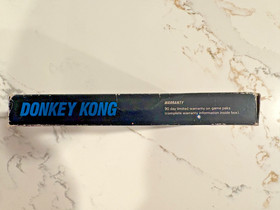 DONKEY KONG
WARRANTY
90 day limited warranty on game paks
(complete warranty information inside box)